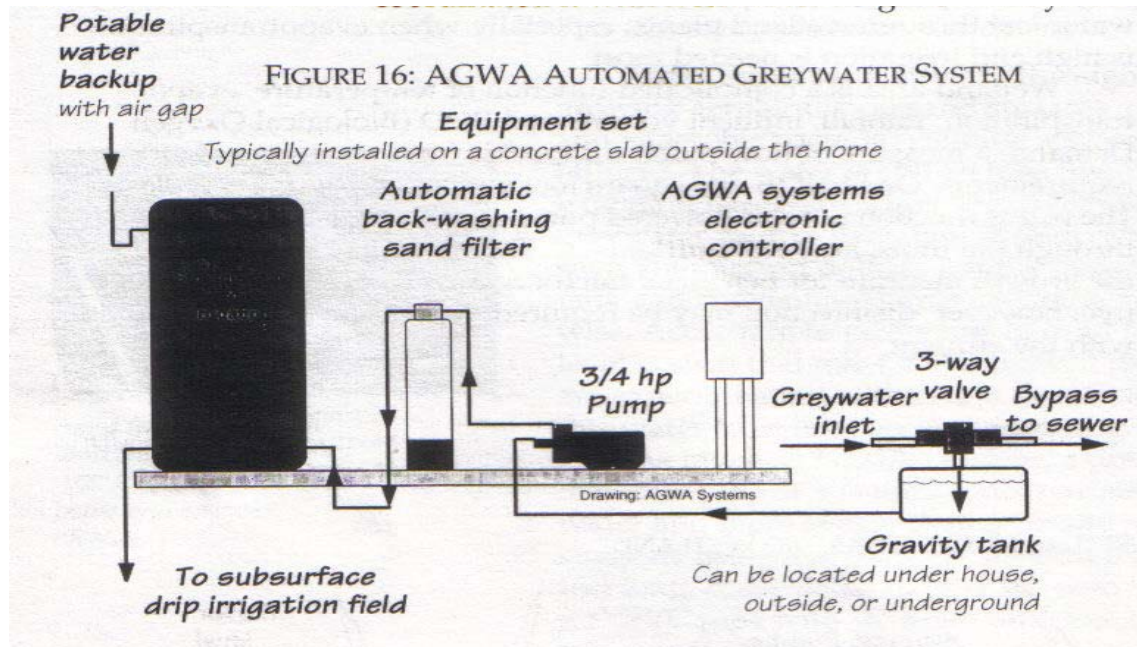 Potable
water
backup
with air gap
FIGURE 16: AGWA AUTOMATED GREYWATER SYSTEM
Equipment set
Typically installed on a concrete slab outside the home
Automatic
back-washing
sand filter
AGWA systems
electronic
controller
3/4 hp
Pump
Greywater
inlet
3-way
valve
Bypass
to sewer
Drawing: AGWA Systems
Gravity tank
Can be located under house,
outside, or underground
To subsurface
drip irrigation field